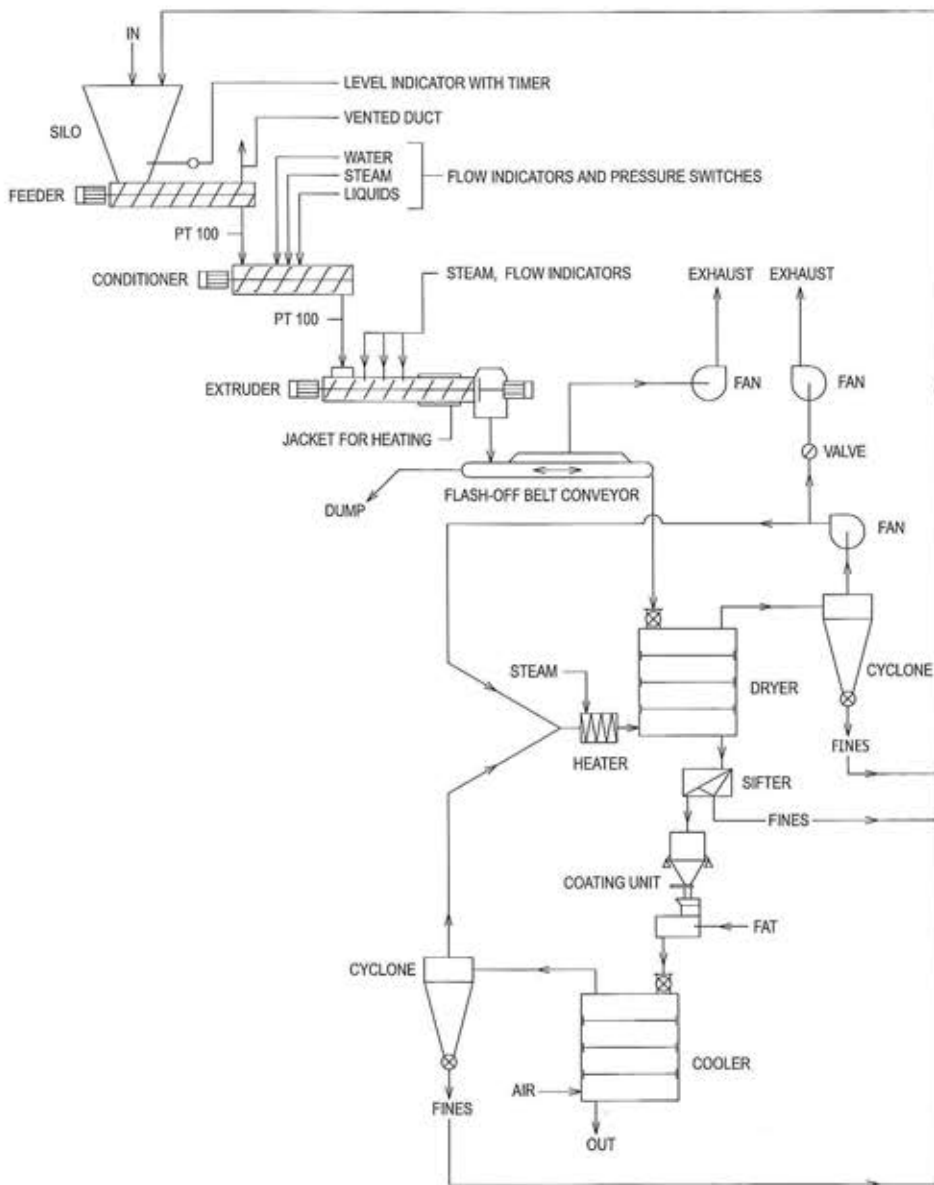 IN
LEVEL INDICATOR WITH TIMER
SILO
VENTED DUCT
WATER
STEAM
LIQUIDS
FLOW INDICATORS AND PRESSURE SWITCHES
FEEDER
PT 100
CONDITIONER
STEAM, FLOW INDICATORS
EXHAUST
EXHAUST
PT 100
EXTRUDER
FAN
FAN
JACKET FOR HEATING
VALVE
FLASH-OFF BELT CONVEYOR
DUMP
FAN
STEAM
DRYER
CYCLONE
HEATER
FINES
SIFTER
FINES
COATING UNIT
FAT
CYCLONE
COOLER
AIR
FINES
OUT